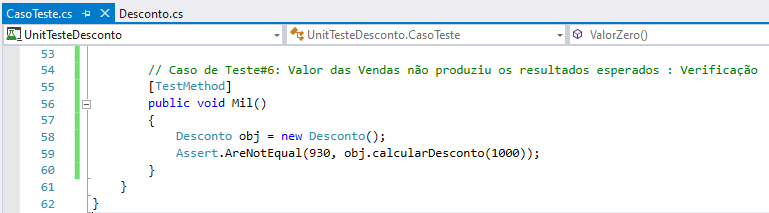 CasoTeste.cs Desconto.cs
UnitTesteDesconto UnitTesteDesconto.CasoTeste ValorZero()
53
54 // Caso de Teste#6: Valor das Vendas não produziu os resultados esperados : Verificação
55 [TestMethod]
56 public void Mil()
57 {
58 Desconto obj = new Desconto();
59 Assert.AreNotEqual(930, obj.calcularDesconto(1000));
60 }
61 }
62 }